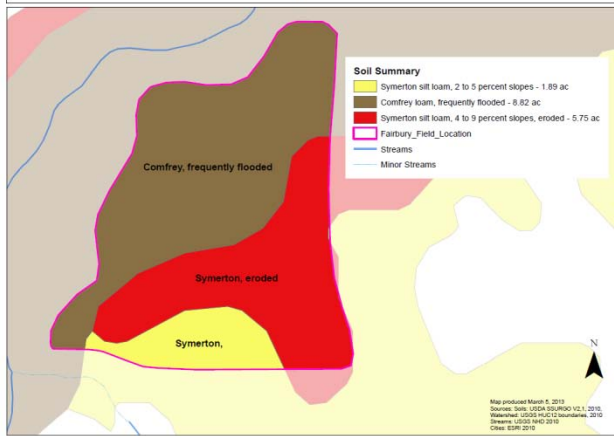 Soil Summary
Symerton silt loam, 2 to 5 percent slopes - 1.89 ac
Comfrey loam, frequently flooded - 8.82 ac
Symerton silt loam, 4 to 9 percent slopes, eroded - 5.75 ac
Fairbury_Field_Location
Streams
Minor Streams
Comfrey, frequently flooded
Symerton, eroded
Symerton,
N
Map produced March 5, 2013
Sources: Soils: USDA SSURGO V2.1, 2010,
Watershed: USGS HUC12 boundaries, 2010
Streams: USGS NHD 2010
Cities: ESRI 2010